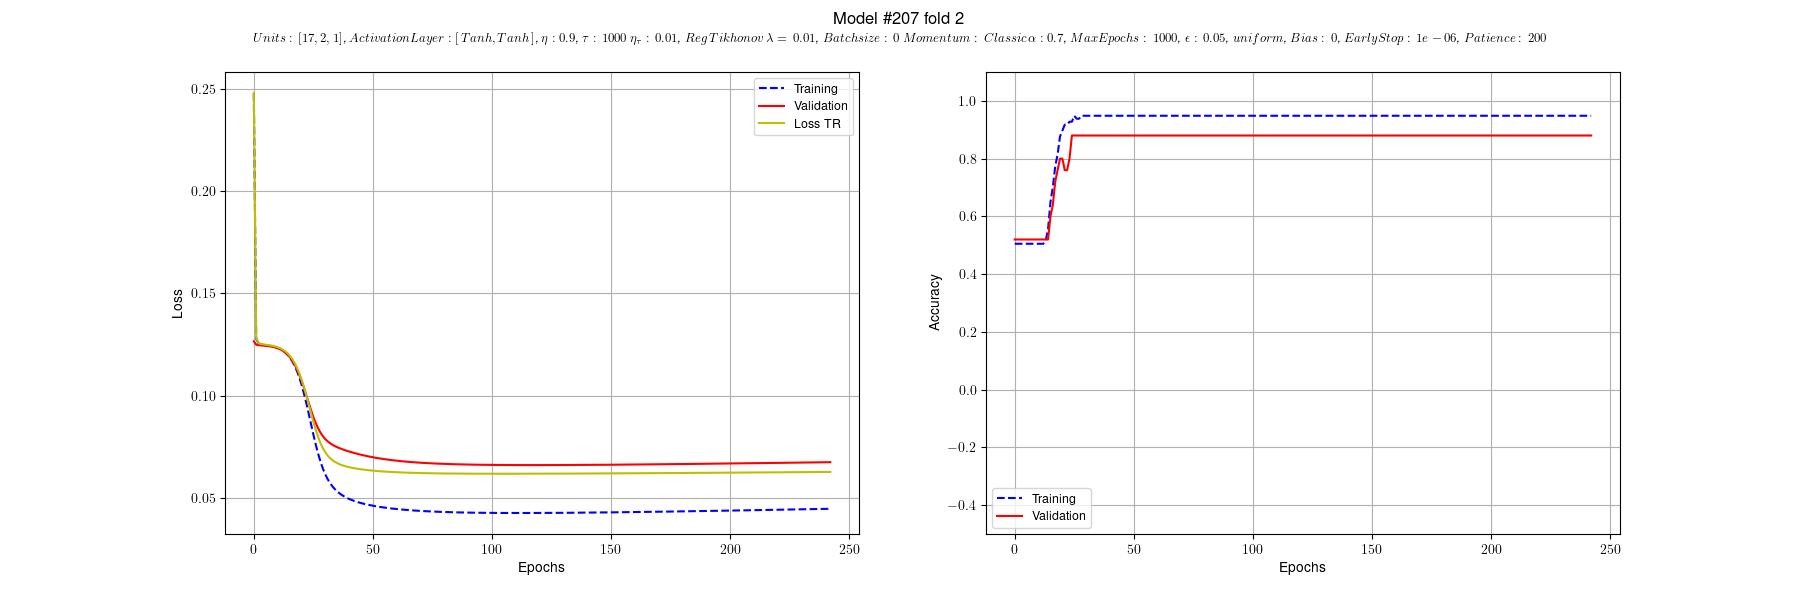 Model #207 fold 2
Units : [17, 2, 1], ActivationLayer : [ Tanh, Tanh ], η : 0.9, τ : 1000 ητ : 0.01, RegTikhonov λ = 0.01, Batchsize : 0 Momentum : Classic α : 0.7, MaxEpochs : 1000, ϵ : 0.05, uniform, Bias : 0, EarlyStop : 1e − 06, Patience : 200
Training
Validation
Loss TR
0.25
0.20
0.15
0.10
0.05
Loss
0 50 100 150 200 250
Epochs
1.0
0.8
0.6
0.4
0.2
0.0
−0.2
−0.4
Accuracy
Training
Validation
0 50 100 150 200 250
Epochs